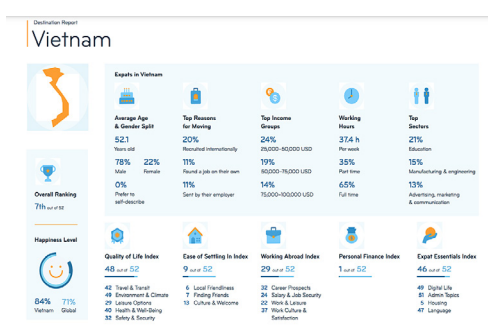 Destination Report
Vietnam
Overall Ranking
7th out of 52
Happiness Level
84% 71%
Vietnam Global
Expats in Vietnam
Average Age
& Gender Split
52.1
Years old
78% 22%
Male Female
0%
Prefer to
self-describe
Top Reasons
for Moving
20%
Recruited internationally
11%
Found a job on their own
11%
Sent by their employer
Top Income
Groups
24%
25,000-50,000 USD
19%
50,000-75,000 USD
14%
75,000-100,000 USD
Working
Hours
37.4 h
Per week
35%
Part time
65%
Full time
Top
Sectors
21%
Education
15%
Manufacturing & engineering
13%
Advertising, marketing
& communication
Quality of Life Index
48 out of 52
42 Travel & Transit
49 Environment & Climate
29 Leisure Options
40 Health & Well-Being
32 Safety & Security
Ease of Settling In Index
9 out of 52
6 Local Friendliness
7 Finding Friends
13 Culture & Welcome
Working Abroad Index
29 out of 52
32 Career Prospects
24 Salary & Job Security
22 Work & Leisure
37 Work Culture &
Satisfaction
Personal Finance Index
1 out of 52
Expat Essentials Index
46 out of 52
49 Digital Life
51 Admin Topics
5 Housing
47 Language